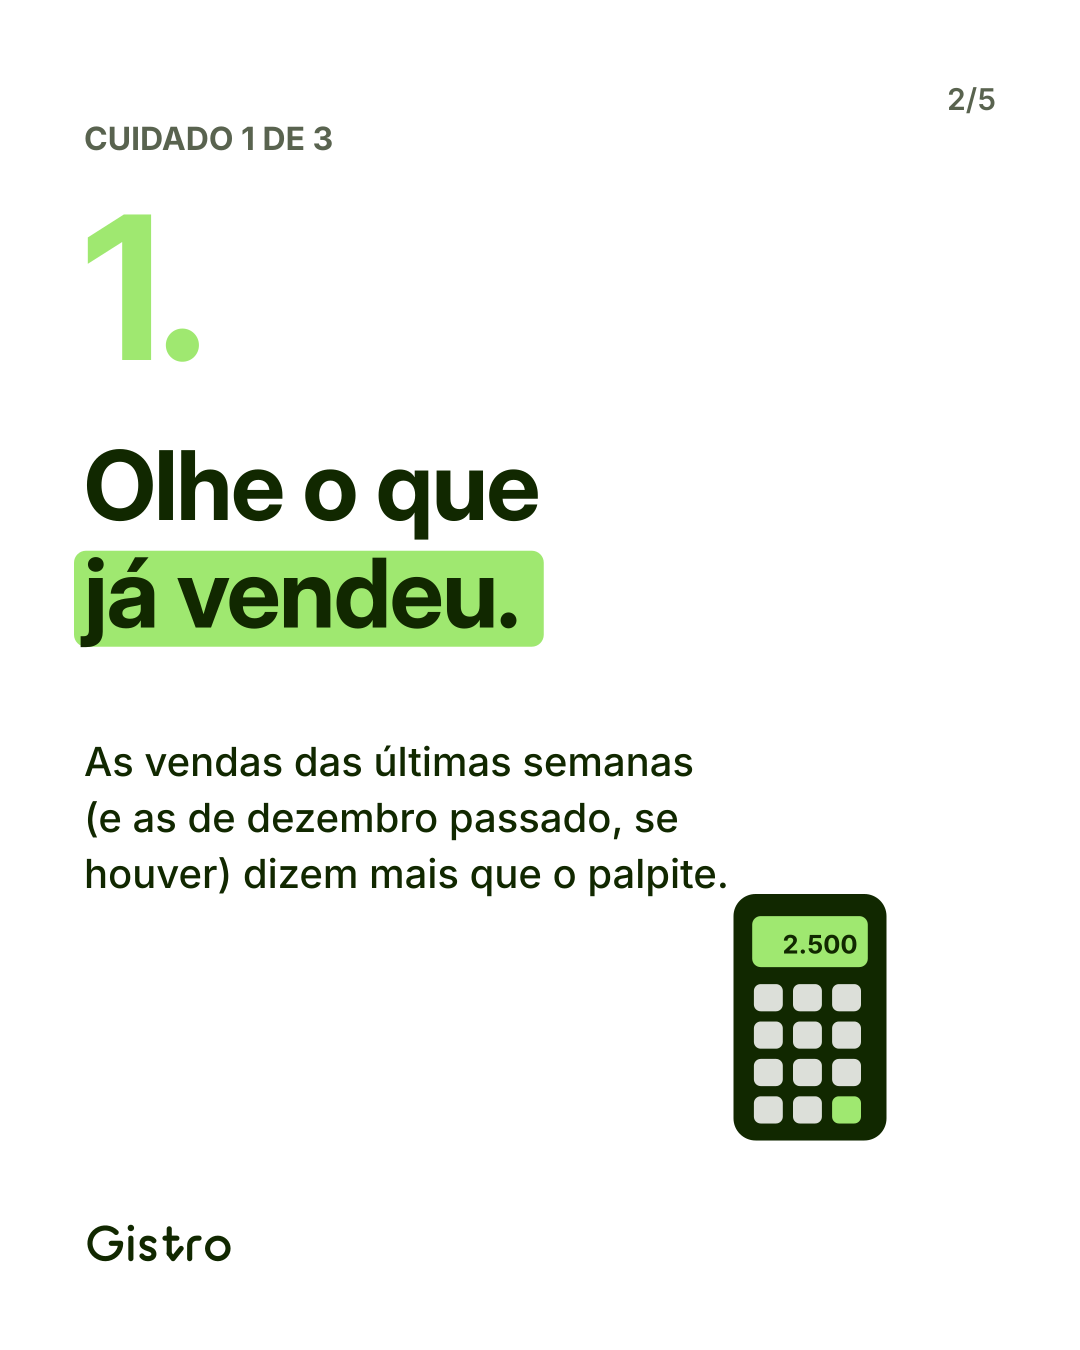 2/5
CUIDADO 1 DE 3
1.
Olhe o que
já vendeu.
As vendas das últimas semanas
(e as de dezembro passado, se
houver) dizem mais que o palpite.
2.500
Gistro